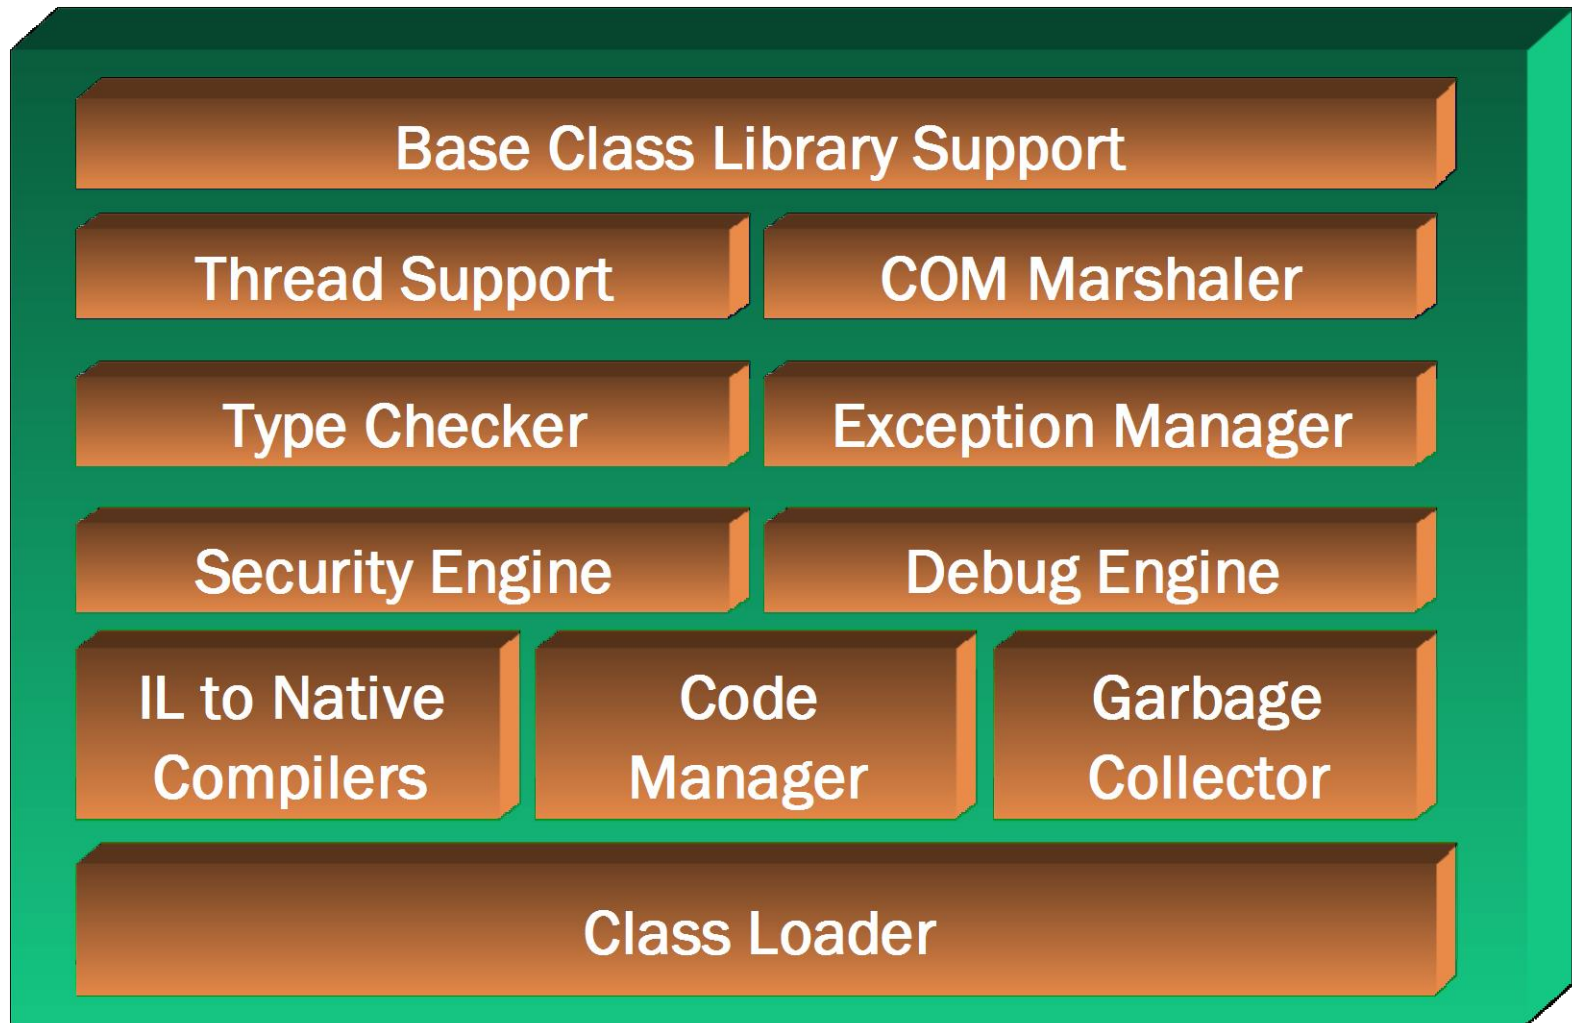 Base Class Library Support
Thread Support
COM Marshaler
Type Checker
Exception Manager
Security Engine
Debug Engine
IL to Native
Compilers
Code
Manager
Garbage
Collector
Class Loader